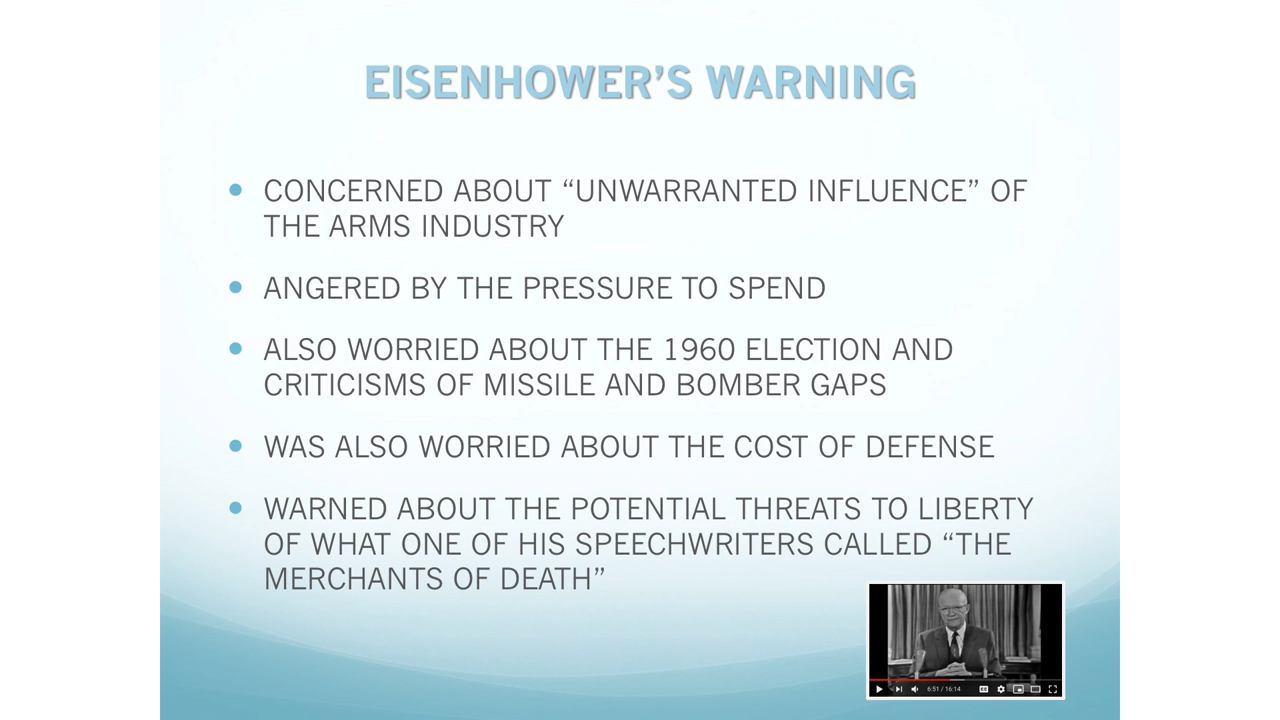 EISENHOWER’S WARNING
CONCERNED ABOUT “UNWARRANTED INFLUENCE” OF
THE ARMS INDUSTRY
ANGERED BY THE PRESSURE TO SPEND
ALSO WORRIED ABOUT THE 1960 ELECTION AND
CRITICISMS OF MISSILE AND BOMBER GAPS
WAS ALSO WORRIED ABOUT THE COST OF DEFENSE
WARNED ABOUT THE POTENTIAL THREATS TO LIBERTY
OF WHAT ONE OF HIS SPEECHWRITERS CALLED “THE
MERCHANTS OF DEATH”
6:51 / 16:14